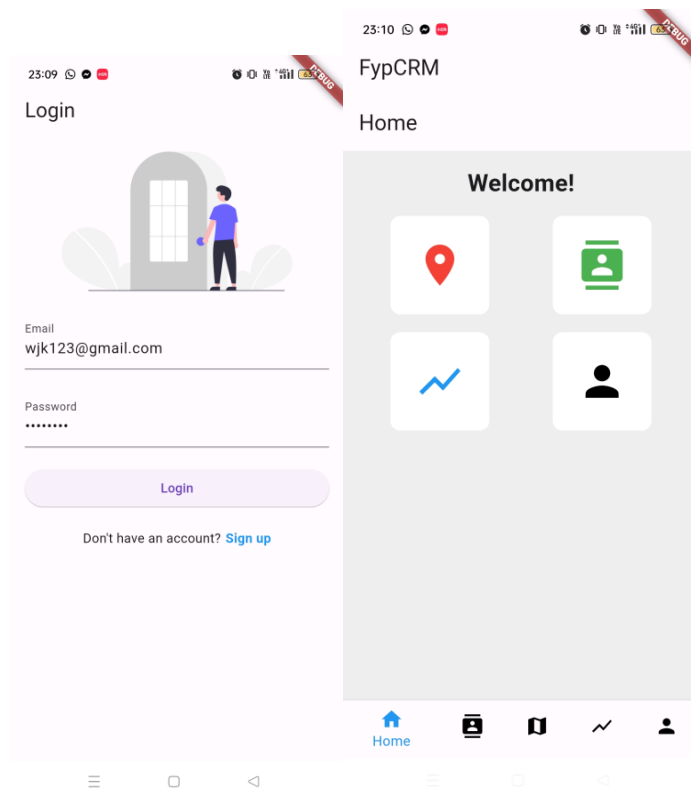 23:09
DEBUG
Login
Email
wjk123@gmail.com
Password
••••••••
Login
Don't have an account? Sign up
23:10
DEBUG
FypCRM
Home
Welcome!
Home